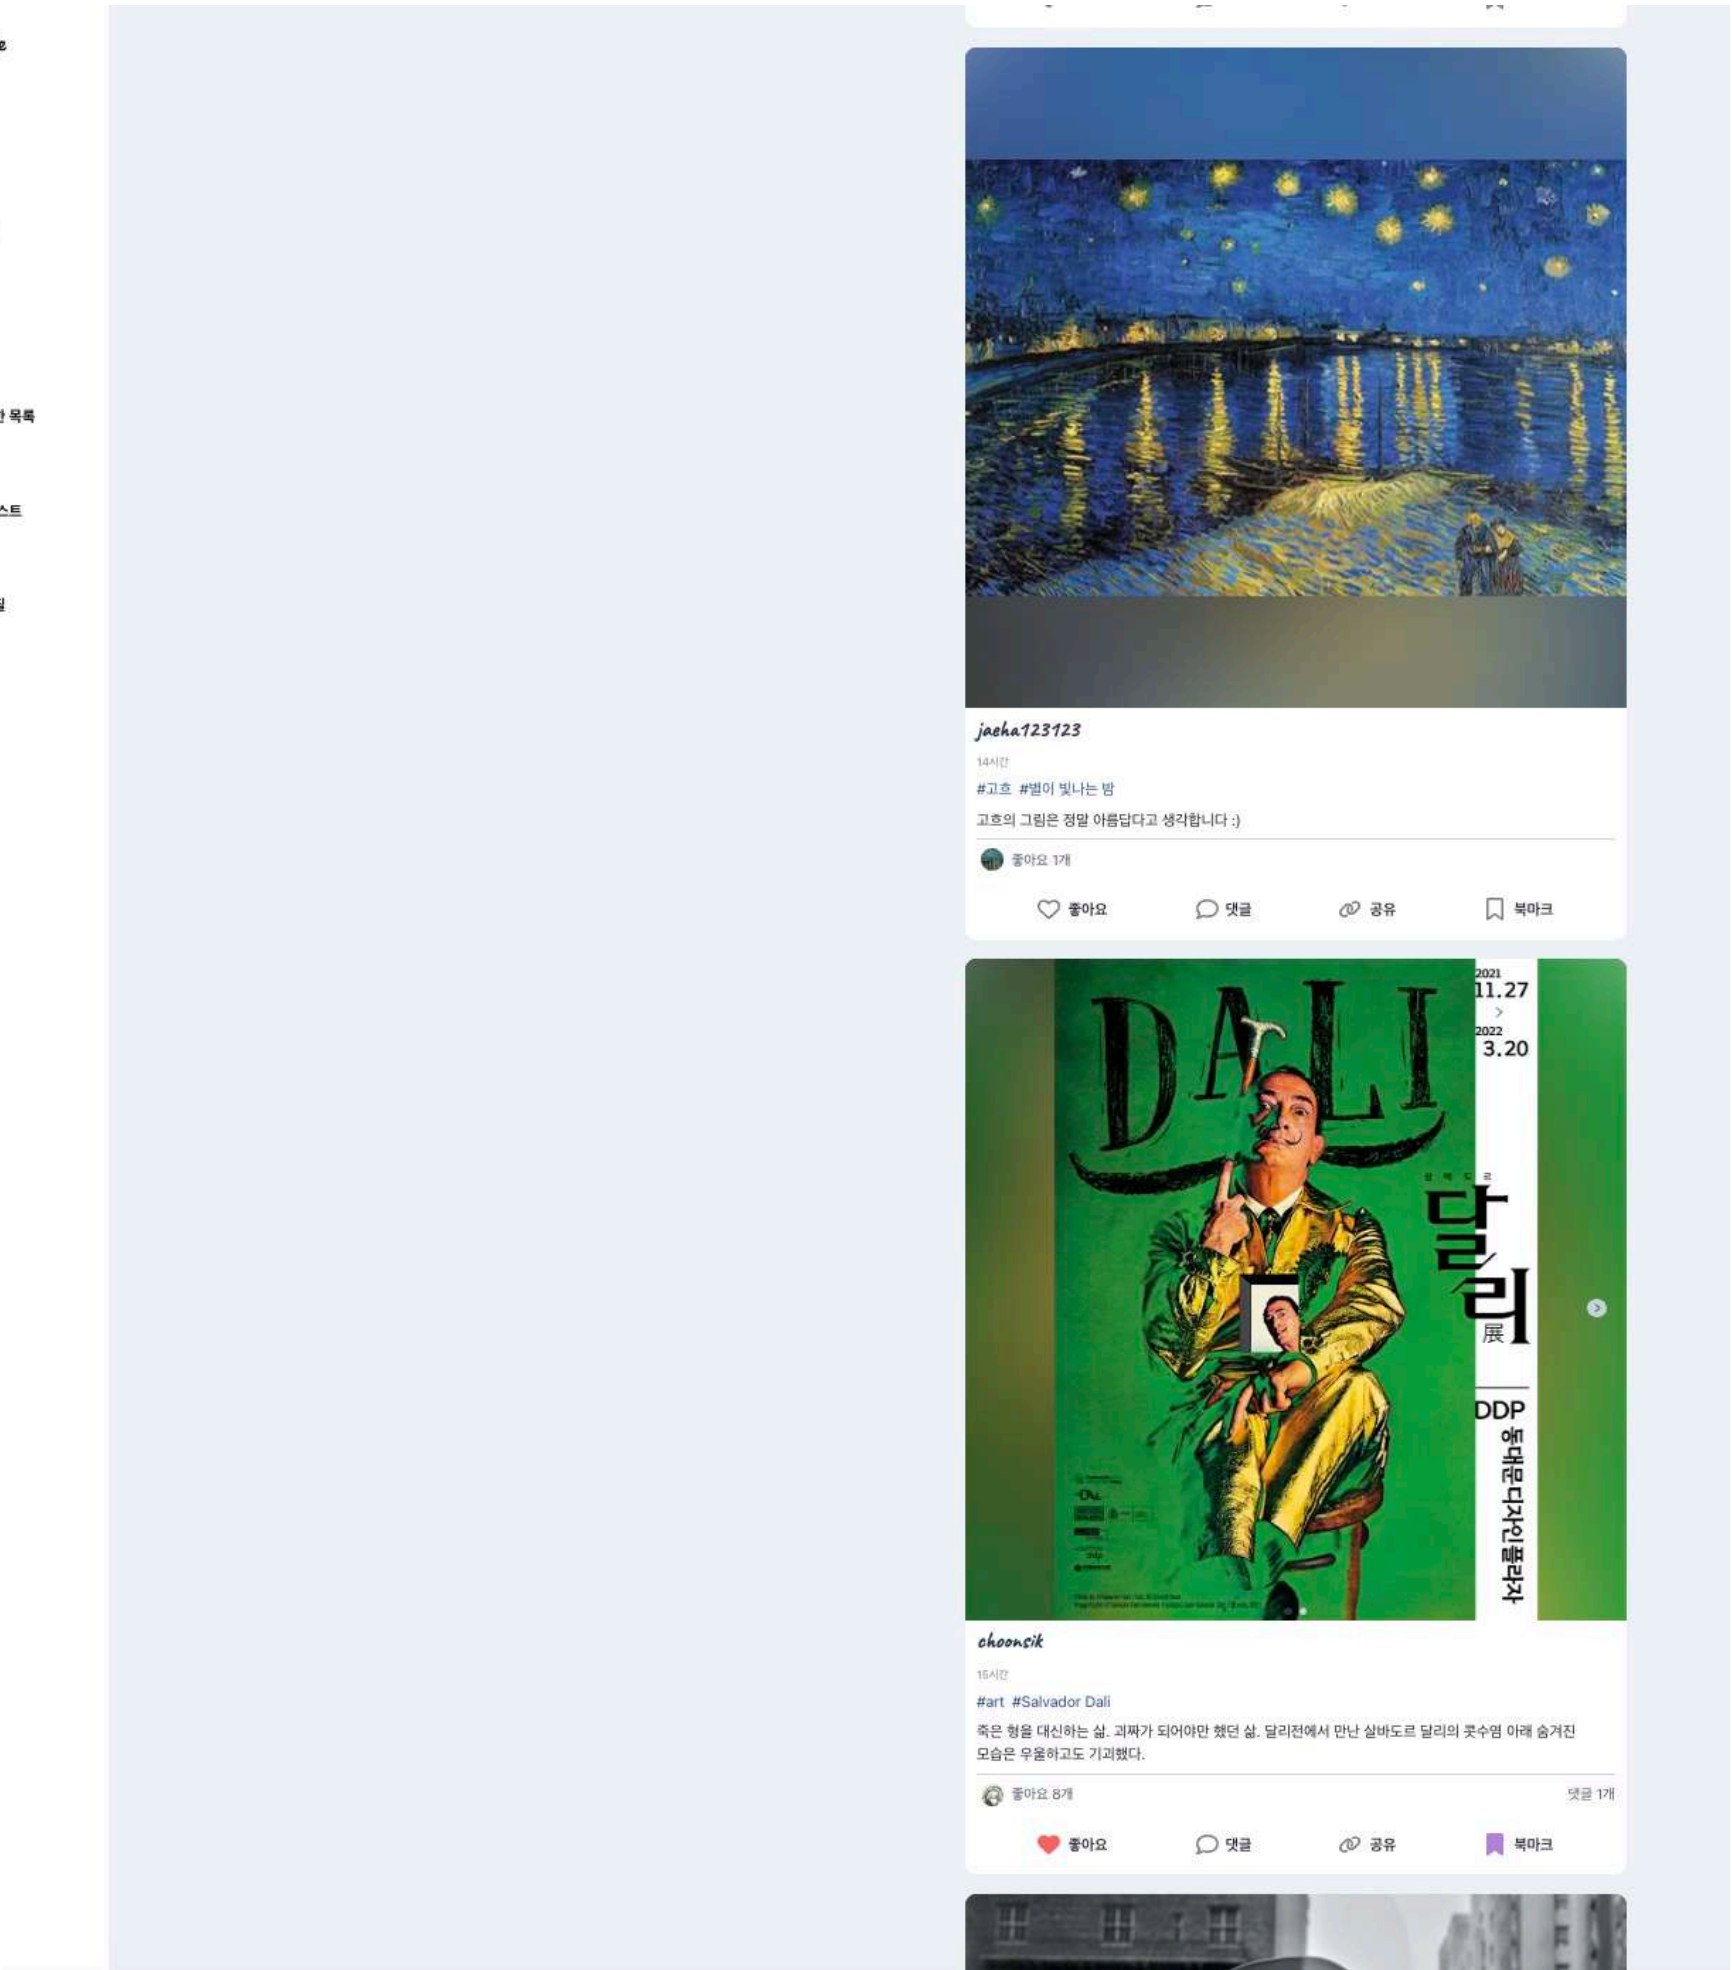 목록
스트
jaeha123123
14시간
#고흐 #별이 빛나는 밤
고흐의 그림은 정말 아름답다고 생각합니다 :)
좋아요 1개
좋아요 댓글 공유 북마크
DALI
2021
11.27
2022
3.20
살바도르
달리
展
DDP
동대문디자인플라자
choonsik
15시간
#art #Salvador Dali
죽은 형을 대신하는 삶. 괴짜가 되어야만 했던 삶. 달리전에서 만난 살바도르 달리의 콧수염 아래 숨겨진
모습은 우울하고도 기괴했다.
좋아요 8개 댓글 1개
좋아요 댓글 공유 북마크